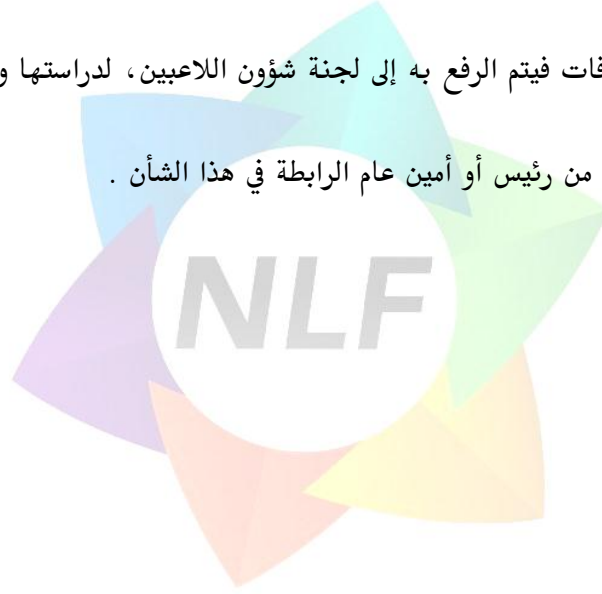 فات فيتم الرفع به إلى لجنة شؤون اللاعبين، لدراستها و
من رئيس أو أمين عام الرابطة في هذا الشأن .
NLF